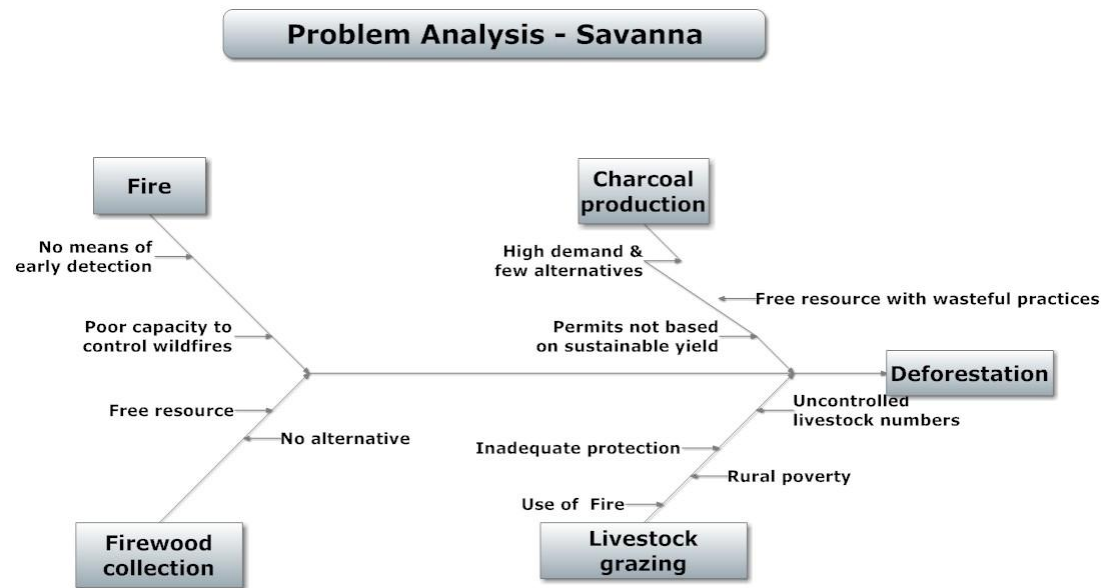 Problem Analysis - Savanna
Fire
Charcoal
production
No means of
early detection
High demand &
few alternatives
Free resource with wasteful practices
Poor capacity to
control wildfires
Permits not based
on sustainable yield
Deforestation
Free resource
No alternative
Uncontrolled
livestock numbers
Inadequate protection
Rural poverty
Use of  Fire
Firewood
collection
Livestock
grazing